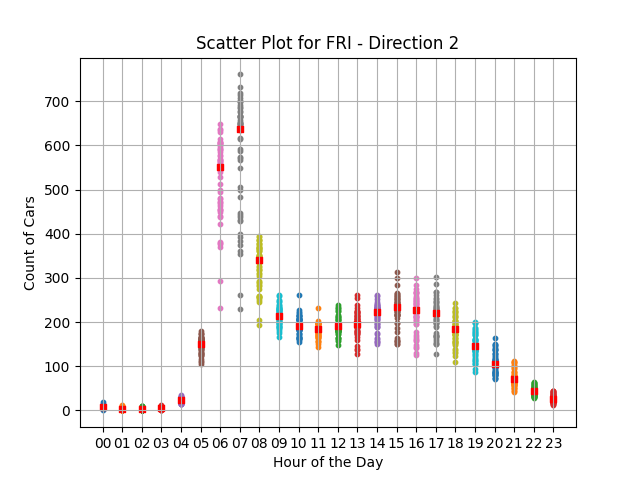 Scatter Plot for FRI - Direction 2
700
600
500
400
300
200
100
0
Count of Cars
00 01 02 03 04 05 06 07 08 09 10 11 12 13 14 15 16 17 18 19 20 21 22 23
Hour of the Day